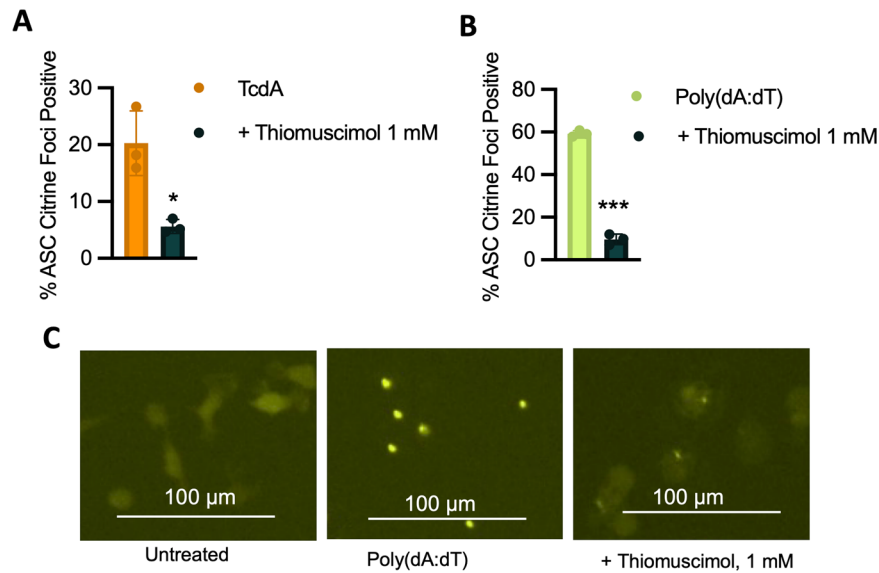 A
% ASC Citrine Foci Positive
30
20
10
0
*
TcdA
+ Thiomuscimol 1 mM
B
% ASC Citrine Foci Positive
80
60
40
20
0
***
Poly(dA:dT)
+ Thiomuscimol 1 mM
C
100 µm
100 µm
100 µm
Untreated
Poly(dA:dT)
+ Thiomuscimol, 1 mM